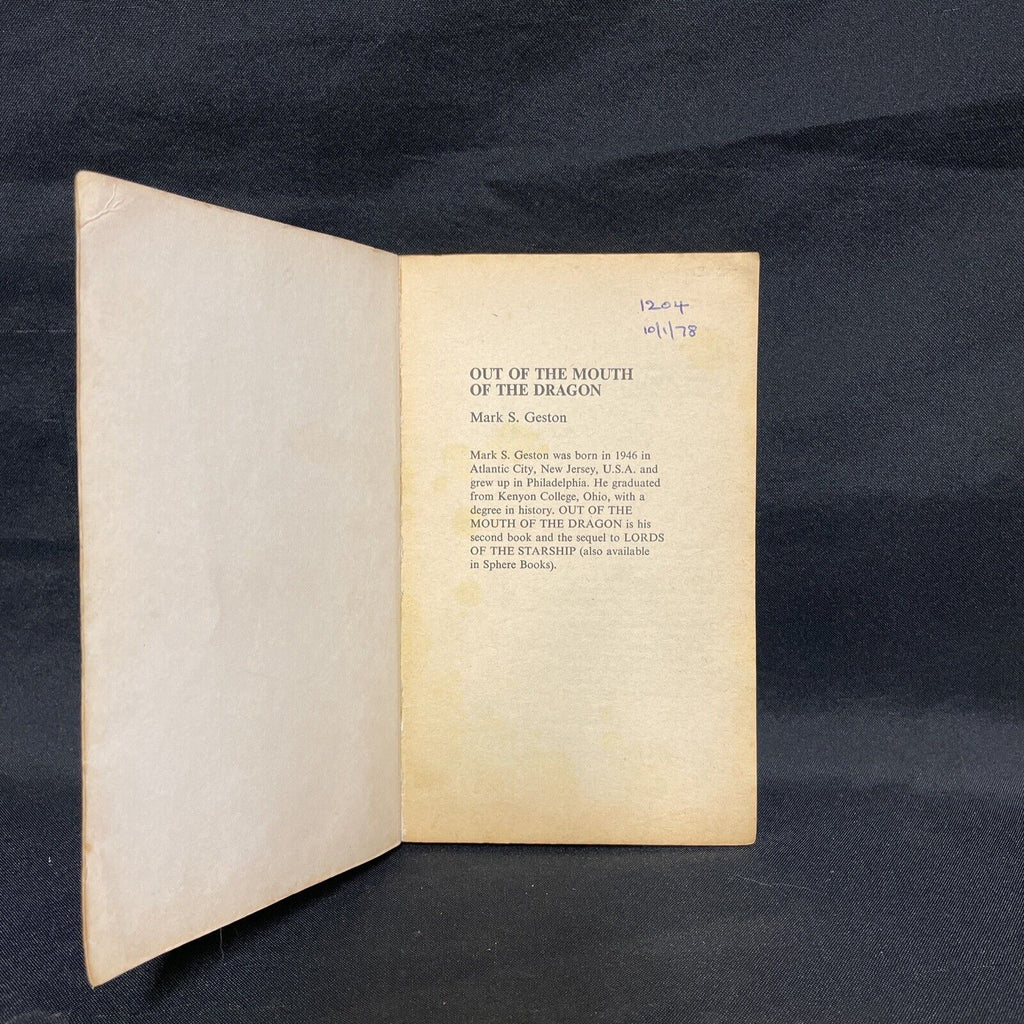 1204
10/1/78
OUT OF THE MOUTH
OF THE DRAGON
Mark S. Geston
Mark S. Geston was born in 1946 in
Atlantic City, New Jersey, U.S.A. and
grew up in Philadelphia. He graduated
from Kenyon College, Ohio, with a
degree in history. OUT OF THE
MOUTH OF THE DRAGON is his
second book and the sequel to LORDS
OF THE STARSHIP (also available
in Sphere Books).